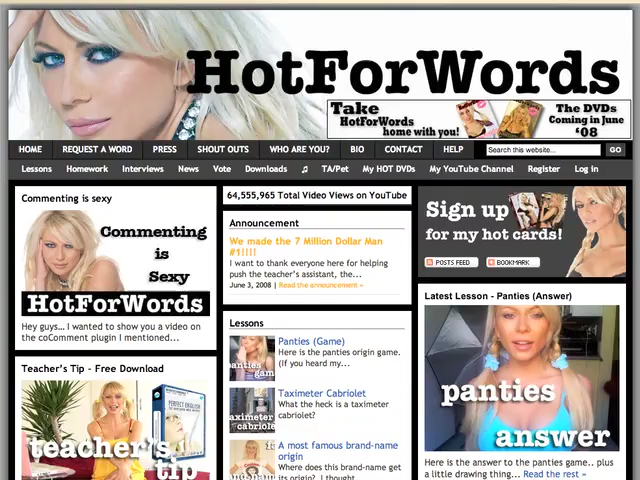 HotForWords
Take
HotForWords
home with you!
The DVDs
Coming in June
'08
HOME REQUEST A WORD PRESS SHOUT OUTS ??? BIO CONTACT HELP Search this website... GO
Lessons Homework Interviews News Vote Downloads ♫ TA/Pet My HOT DVDs My YouTube Channel Register Log in
Commenting is sexy
Commenting
is
Sexy
HotForWords
Hey guys... I wanted to show you a video on
the coComment plugin I mentioned...
Teacher's Tip - Free Download
PERFECT ENGLISH
teacher's
tip
64,555,965 Total Video Views on YouTube
Announcement
We made the 7 Million Dollar Man
#1!!!!
I want to thank everyone here for helping
push the teacher's assistant, the...
June 3, 2008 | Read the announcement »
Lessons
panties
game
Panties (Game)
Here is the panties origin game.
(If you heard my...
taximeter
cabriolet
Taximeter Cabriolet
What the heck is a taximeter
cabriolet?
A most famous brand-name
origin
Where does this brand-name get
its origin? I thought
Sign up
for my hot cards!
POSTS FEED BOOKMARK
Latest Lesson - Panties (Answer)
panties
answer
Here is the answer to the panties game.. plus
a little drawing thing... Read the rest »